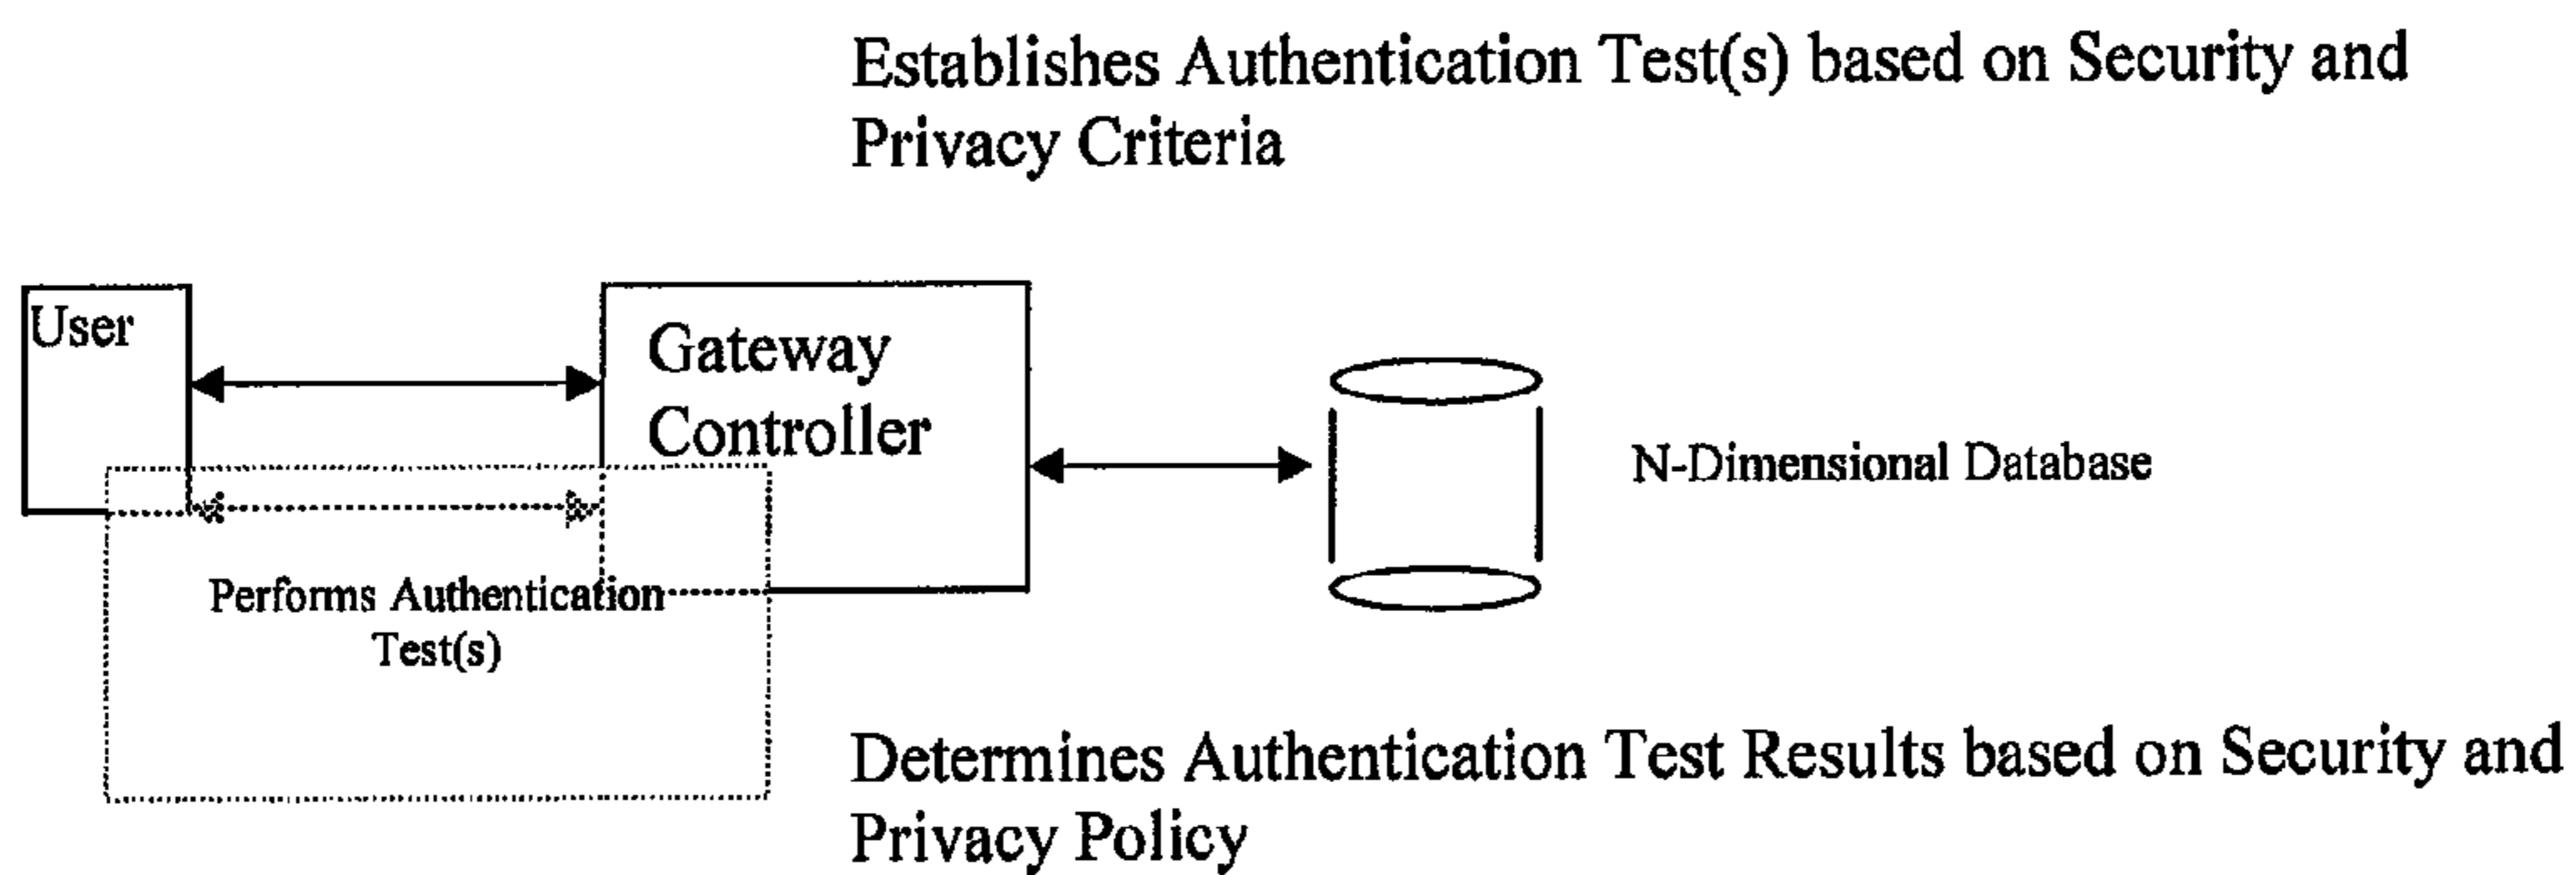 Establishes Authentication Test(s) based on Security and
Privacy Criteria
User
Gateway
Controller
N-Dimensional Database
Performs Authentication
Test(s)
Determines Authentication Test Results based on Security and
Privacy Policy